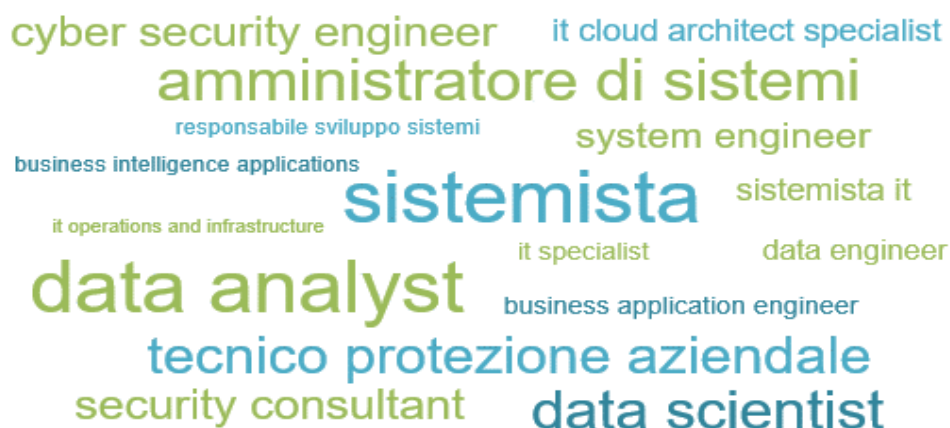 cyber security engineer
it cloud architect specialist
amministratore di sistemi
responsabile sviluppo sistemi
system engineer
business intelligence applications
sistemista
sistemista it
it operations and infrastructure
it specialist
data engineer
data analyst
business application engineer
tecnico protezione aziendale
security consultant
data scientist